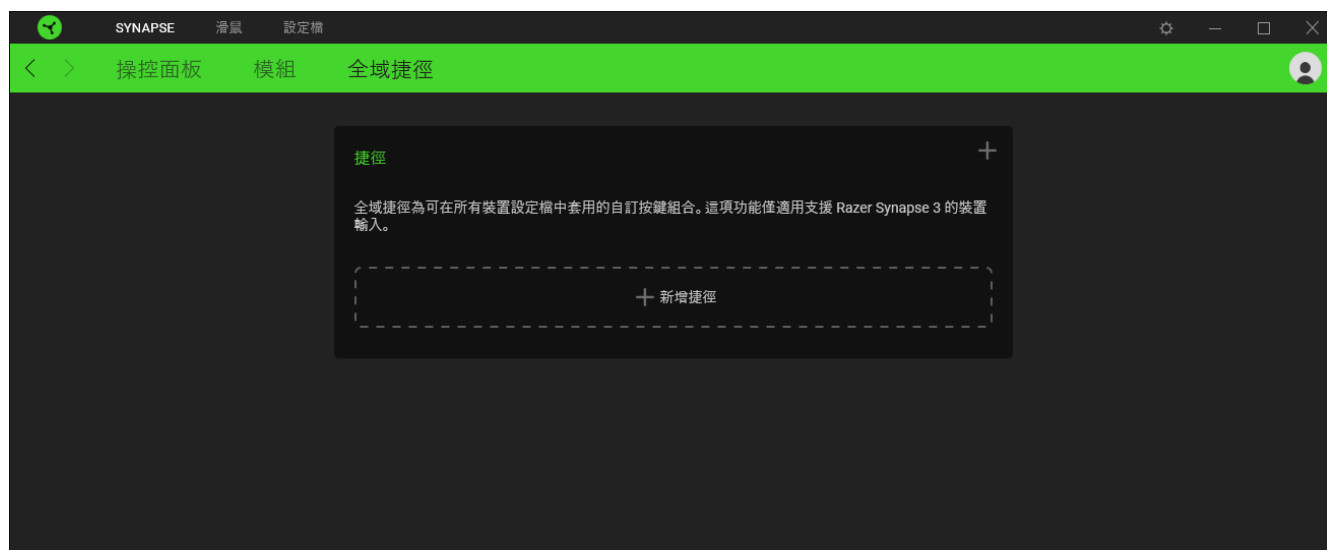 SYNAPSE 滑鼠 設定檔
操控面板 模組 全域捷徑
捷徑
全域捷徑為可在所有裝置設定檔中套用的自訂按鍵組合。這項功能僅適用支援 Razer Synapse 3 的裝置
輸入。
新增捷徑